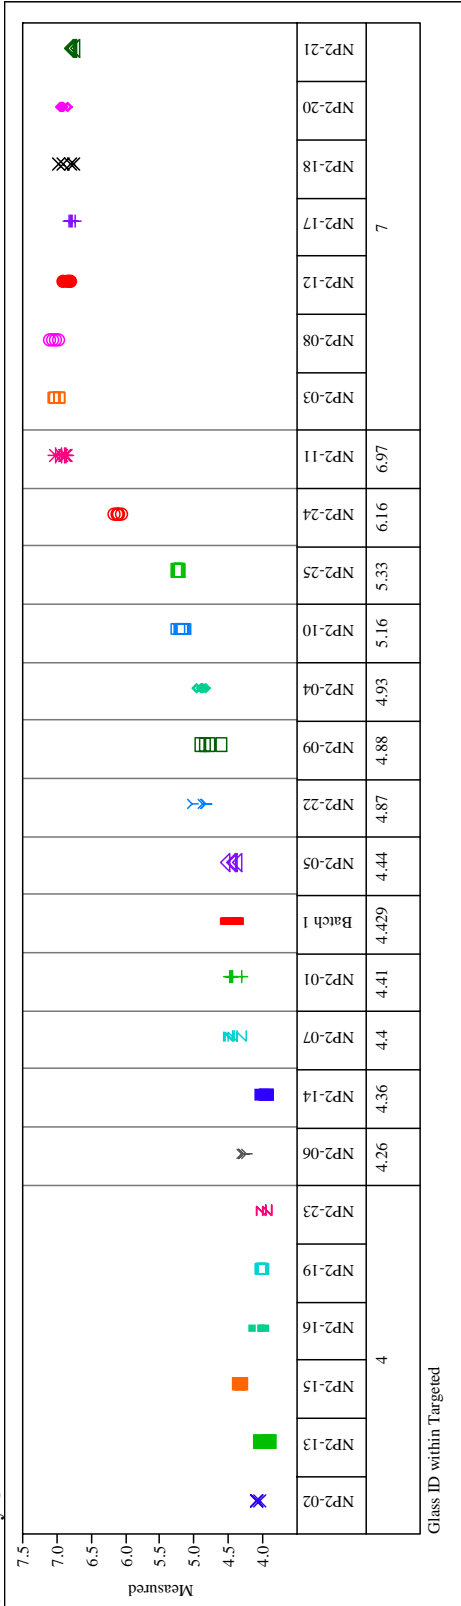 Measured
7.5
7.0
6.5
6.0
5.5
5.0
4.5
4.0
NP2-21
NP2-20
NP2-18
NP2-17
NP2-12
NP2-08
NP2-03
NP2-11
NP2-24
NP2-25
NP2-10
NP2-04
NP2-09
NP2-22
NP2-05
Batch 1
NP2-01
NP2-07
NP2-14
NP2-06
NP2-23
NP2-19
NP2-16
NP2-15
NP2-13
NP2-02
7
6.97
6.16
5.33
5.16
4.93
4.88
4.87
4.44
4.429
4.41
4.4
4.36
4.26
4
Glass ID within Targeted